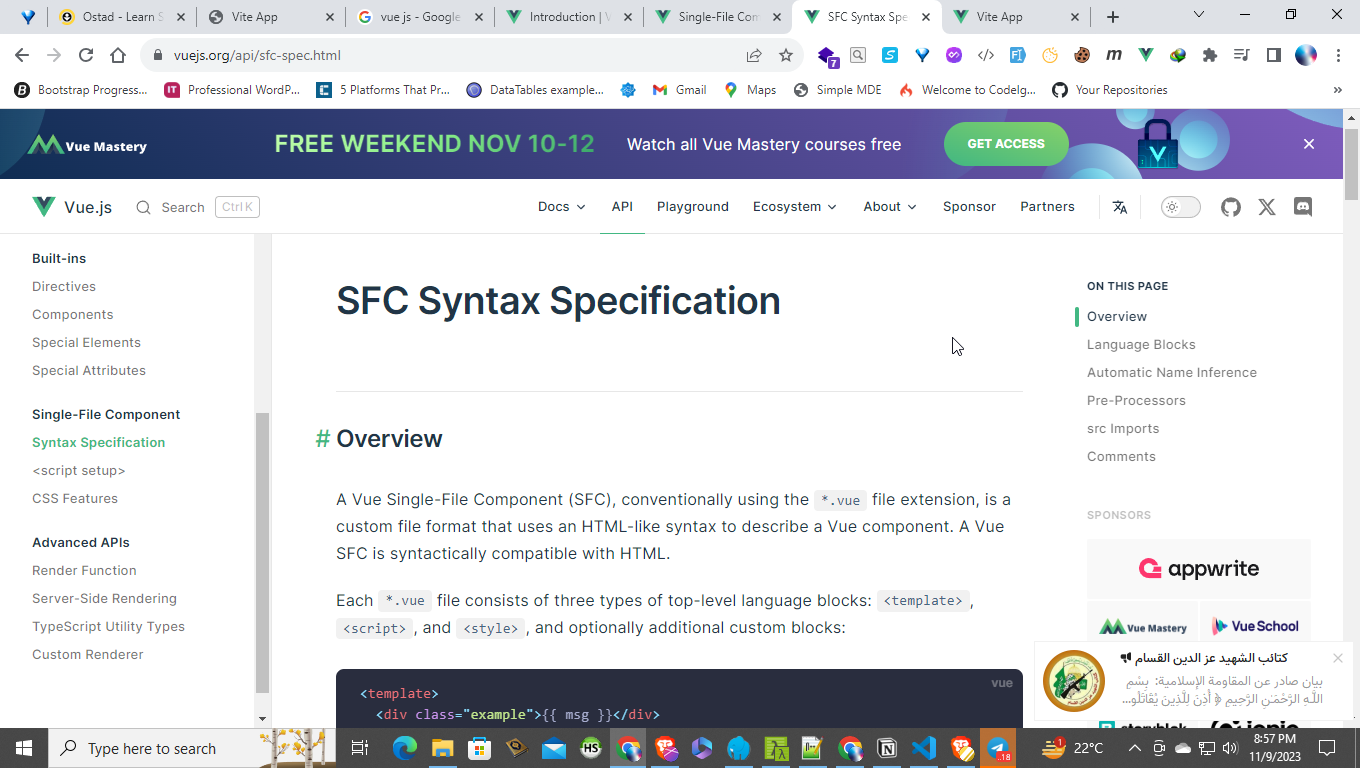 Ostad - Learn S
Vite App
vue js - Google
Introduction | V
Single-File Com
SFC Syntax Spe
Vite App
vuejs.org/api/sfc-spec.html
7
Bootstrap Progress...
Professional WordP...
5 Platforms That Pr...
DataTables example...
Gmail
Maps
Simple MDE
Welcome to CodeIg...
Your Repositories
»
Vue Mastery
FREE WEEKEND NOV 10-12
Watch all Vue Mastery courses free
GET ACCESS
Vue.js
Search
Ctrl K
Docs
API
Playground
Ecosystem
About
Sponsor
Partners
Built-ins
Directives
Components
Special Elements
Special Attributes
Single-File Component
Syntax Specification
<script setup>
CSS Features
Advanced APIs
Render Function
Server-Side Rendering
TypeScript Utility Types
Custom Renderer
SFC Syntax Specification
# Overview
A Vue Single-File Component (SFC), conventionally using the *.vue file extension, is a
custom file format that uses an HTML-like syntax to describe a Vue component. A Vue
SFC is syntactically compatible with HTML.
Each *.vue file consists of three types of top-level language blocks: <template>,
<script>, and <style>, and optionally additional custom blocks:
vue
<template>
<div class="example">{{ msg }}</div>
ON THIS PAGE
Overview
Language Blocks
Automatic Name Inference
Pre-Processors
src Imports
Comments
SPONSORS
appwrite
Vue Mastery
Vue School
كتائب الشهيد عز الدين القسام
بيان صادر عن المقاومة الإسلامية: بِسْمِ
اللَّهِ الرَّحْمَنِ الرَّحِيمِ ﴿ أُذِنَ لِلَّذِينَ يُقَاتَلُو...
Type here to search
HS
..18
1
22°C
8:57 PM
11/9/2023